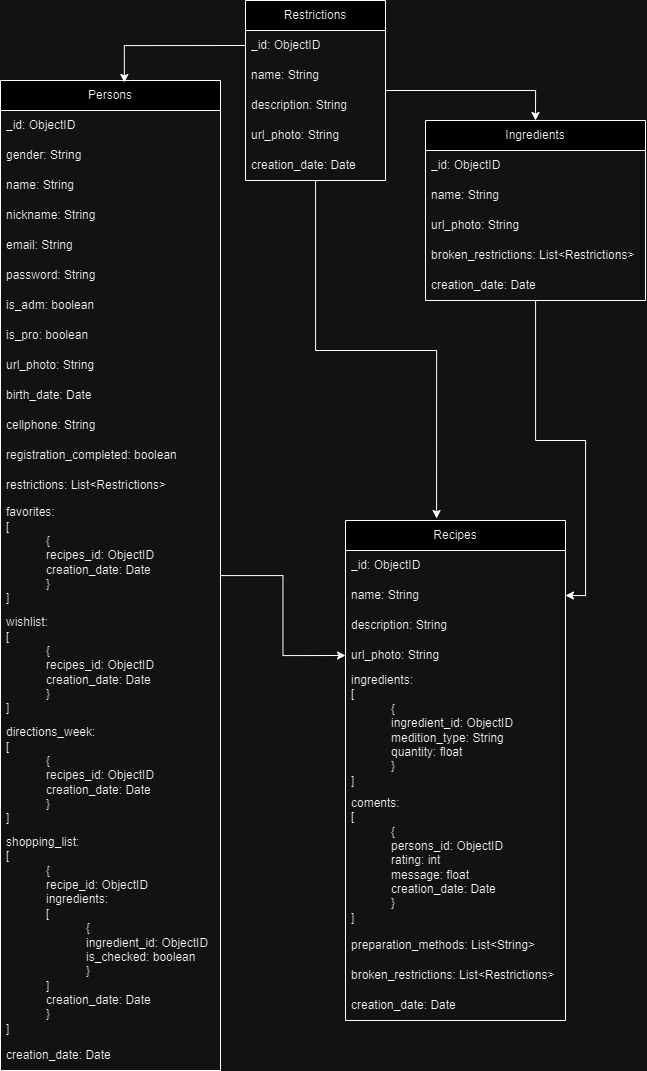 Restrictions
_id: ObjectID
name: String
description: String
url_photo: String
creation_date: Date
Persons
_id: ObjectID
gender: String
name: String
nickname: String
email: String
password: String
is_adm: boolean
is_pro: boolean
url_photo: String
birth_date: Date
cellphone: String
registration_completed: boolean
restrictions: List<Restrictions>
favorites:
[
{
recipes_id: ObjectID
creation_date: Date
}
]
wishlist:
[
{
recipes_id: ObjectID
creation_date: Date
}
]
directions_week:
[
{
recipes_id: ObjectID
creation_date: Date
}
]
shopping_list:
[
{
recipe_id: ObjectID
ingredients:
[
{
ingredient_id: ObjectID
is_checked: boolean
}
]
creation_date: Date
}
]
creation_date: Date
Ingredients
_id: ObjectID
name: String
url_photo: String
broken_restrictions: List<Restrictions>
creation_date: Date
Recipes
_id: ObjectID
name: String
description: String
url_photo: String
ingredients:
[
{
ingredient_id: ObjectID
medition_type: String
quantity: float
}
]
coments:
[
{
persons_id: ObjectID
rating: int
message: float
creation_date: Date
}
]
preparation_methods: List<String>
broken_restrictions: List<Restrictions>
creation_date: Date